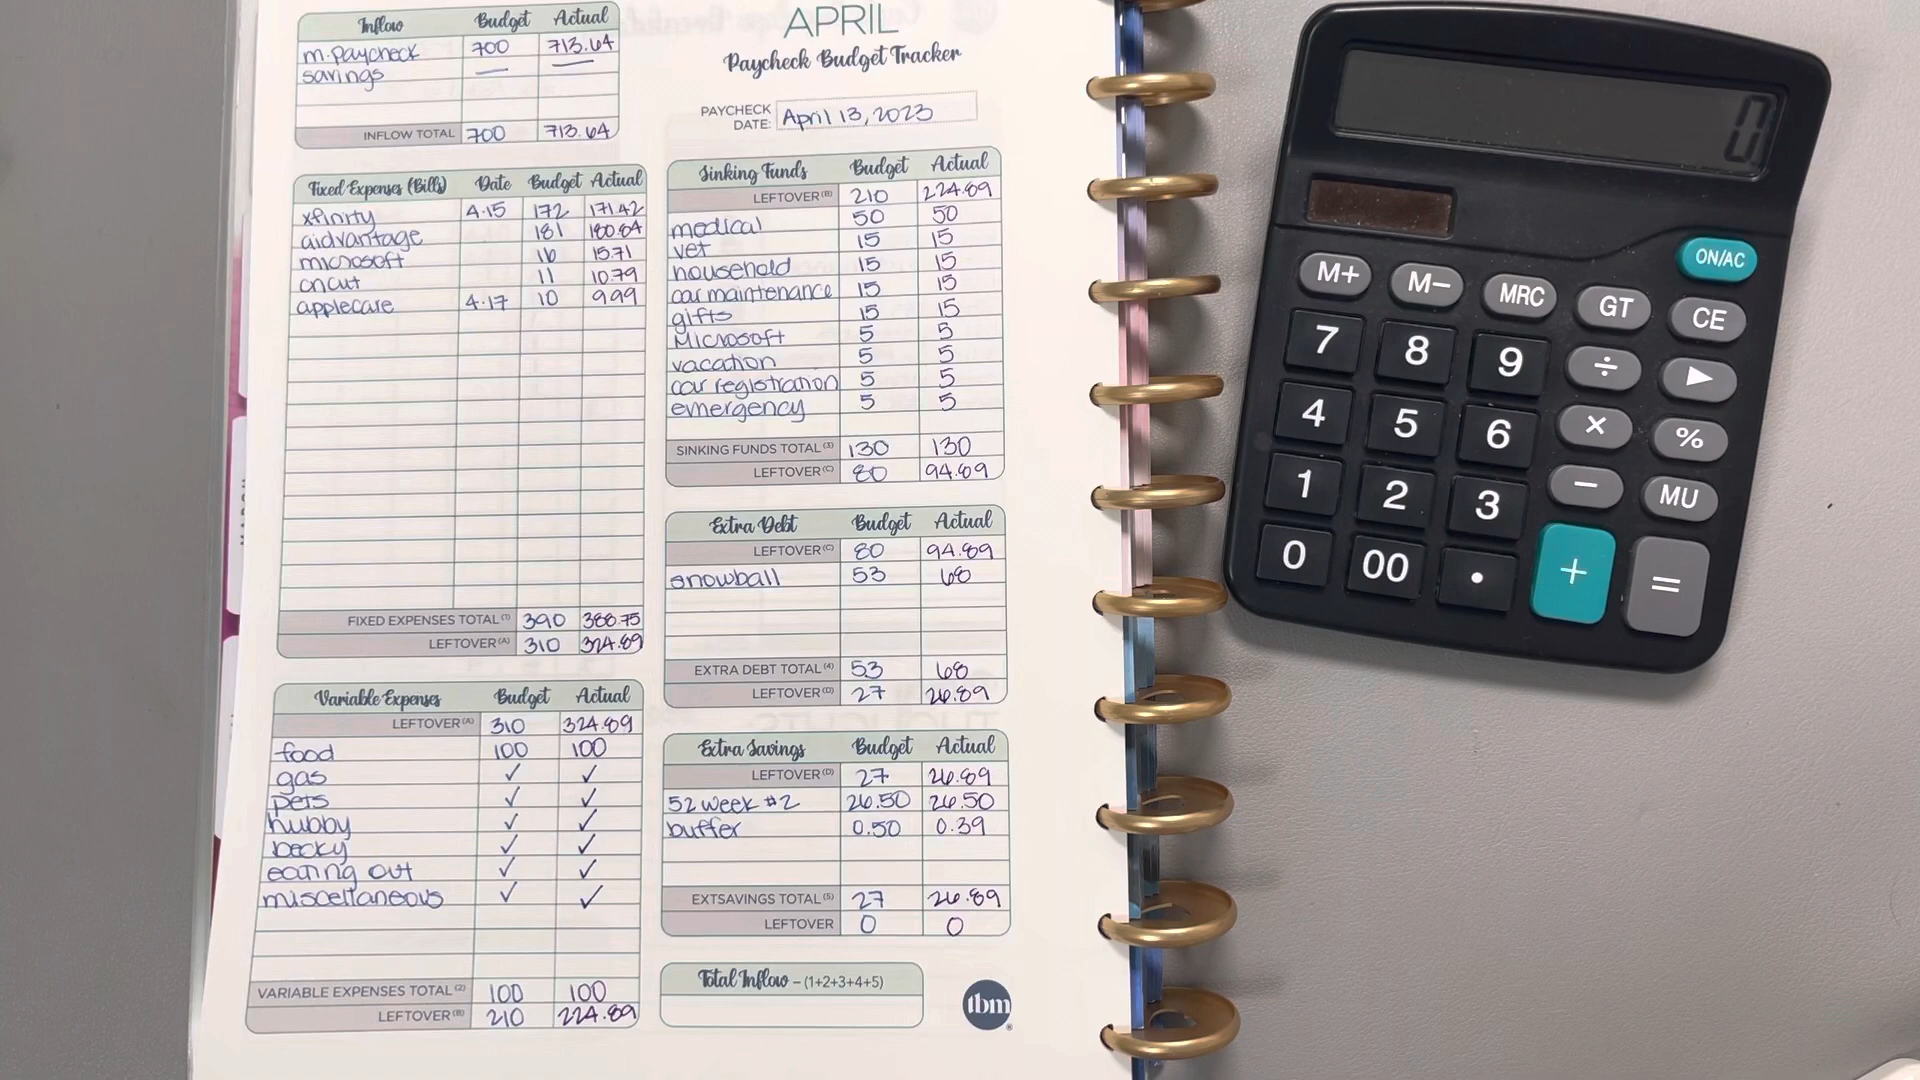 Inflow Budget Actual
m.paycheck 700 713.64
savings — —
INFLOW TOTAL 700 713.64
Fixed Expenses (Bills) Date Budget Actual
xfinity 4.15 172 171.42
aidvantage 181 180.84
microsoft 16 15.71
oncut 11 10.79
applecare 4.17 10 9.99
FIXED EXPENSES TOTAL (1) 390 388.75
LEFTOVER (A) 310 324.89
Variable Expenses Budget Actual
LEFTOVER (A) 310 324.89
food 100 100
gas ✓ ✓
pets ✓ ✓
hubby ✓ ✓
becky ✓ ✓
eating out ✓ ✓
miscellaneous ✓ ✓
VARIABLE EXPENSES TOTAL (2) 100 100
LEFTOVER (B) 210 224.89
APRIL
Paycheck Budget Tracker
PAYCHECK
DATE: April 13, 2023
Sinking Funds Budget Actual
LEFTOVER (B) 210 224.89
medical 50 50
vet 15 15
household 15 15
car maintenance 15 15
gifts 15 15
Microsoft 5 5
vacation 5 5
car registration 5 5
emergency 5 5
SINKING FUNDS TOTAL (3) 130 130
LEFTOVER (C) 80 94.89
Extra Debt Budget Actual
LEFTOVER (C) 80 94.89
snowball 53 68
EXTRA DEBT TOTAL (4) 53 68
LEFTOVER (D) 27 26.89
Extra Savings Budget Actual
LEFTOVER (D) 27 26.89
52 week #2 26.50 26.50
buffer 0.50 0.39
EXTSAVINGS TOTAL (5) 27 26.89
LEFTOVER 0 0
Total Inflow – (1+2+3+4+5)
tbm
0
ON/AC
M+ M− MRC GT CE
7 8 9 ÷ ▶
4 5 6 × %
1 2 3 − MU
0 00 . + =